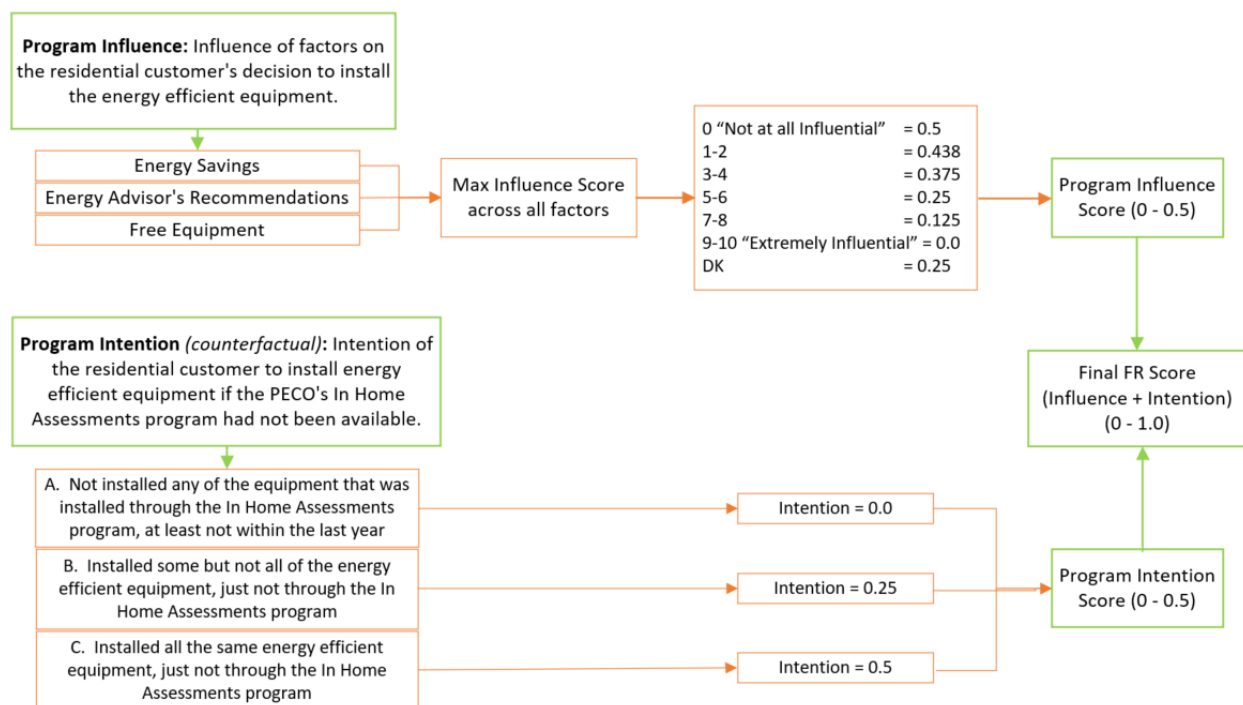 Program Influence: Influence of factors on
the residential customer's decision to install
the energy efficient equipment.
Energy Savings
Energy Advisor's Recommendations
Free Equipment
Max Influence Score
across all factors
0 “Not at all Influential” = 0.5
1-2 = 0.438
3-4 = 0.375
5-6 = 0.25
7-8 = 0.125
9-10 “Extremely Influential” = 0.0
DK = 0.25
Program Influence
Score (0 - 0.5)
Program Intention (counterfactual): Intention of
the residential customer to install energy
efficient equipment if the PECO's In Home
Assessments program had not been available.
Final FR Score
(Influence + Intention)
(0 - 1.0)
A. Not installed any of the equipment that was
installed through the In Home Assessments
program, at least not within the last year
Intention = 0.0
B. Installed some but not all of the energy
efficient equipment, just not through the In
Home Assessments program
Intention = 0.25
C. Installed all the same energy efficient
equipment, just not through the In Home
Assessments program
Intention = 0.5
Program Intention
Score (0 - 0.5)